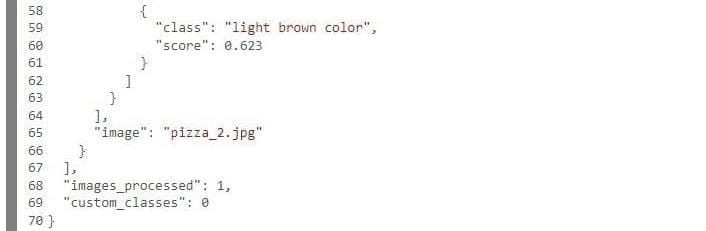 58 {
59 "class": "light brown color",
60 "score": 0.623
61 }
62 ]
63 }
64 ],
65 "image": "pizza_2.jpg"
66 }
67 ],
68 "images_processed": 1,
69 "custom_classes": 0
70 }